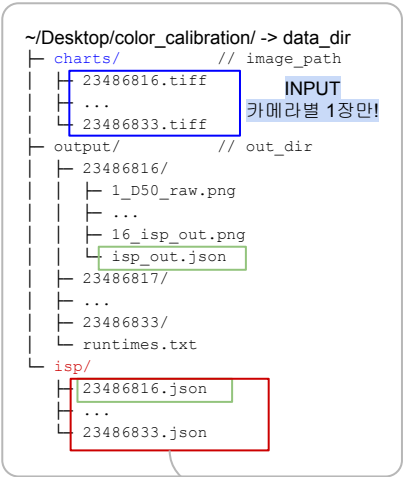 ~/Desktop/color_calibration/ -> data_dir
├─ charts/ // image_path
│ ├─ 23486816.tiff
│ ├─ ...
│ └─ 23486833.tiff
INPUT
카메라별 1장만!
├─ output/ // out_dir
│ ├─ 23486816/
│ │ ├─ 1_D50_raw.png
│ │ ├─ ...
│ │ ├─ 16_isp_out.png
│ │ └─ isp_out.json
│ ├─ 23486817/
│ ├─ ...
│ ├─ 23486833/
│ └─ runtimes.txt
└─ isp/
├─ 23486816.json
├─ ...
└─ 23486833.json